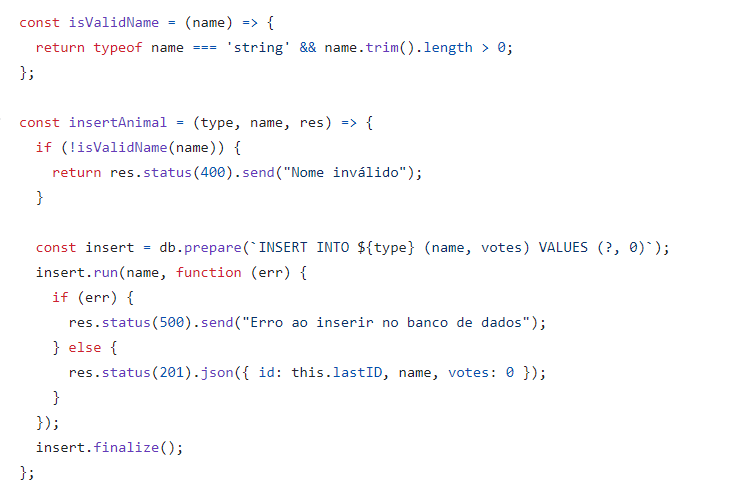 const isValidName = (name) => {
  return typeof name === 'string' && name.trim().length > 0;
};

const insertAnimal = (type, name, res) => {
  if (!isValidName(name)) {
    return res.status(400).send("Nome inválido");
  }

  const insert = db.prepare(`INSERT INTO ${type} (name, votes) VALUES (?, 0)`);
  insert.run(name, function (err) {
    if (err) {
      res.status(500).send("Erro ao inserir no banco de dados");
    } else {
      res.status(201).json({ id: this.lastID, name, votes: 0 });
    }
  });
  insert.finalize();
};